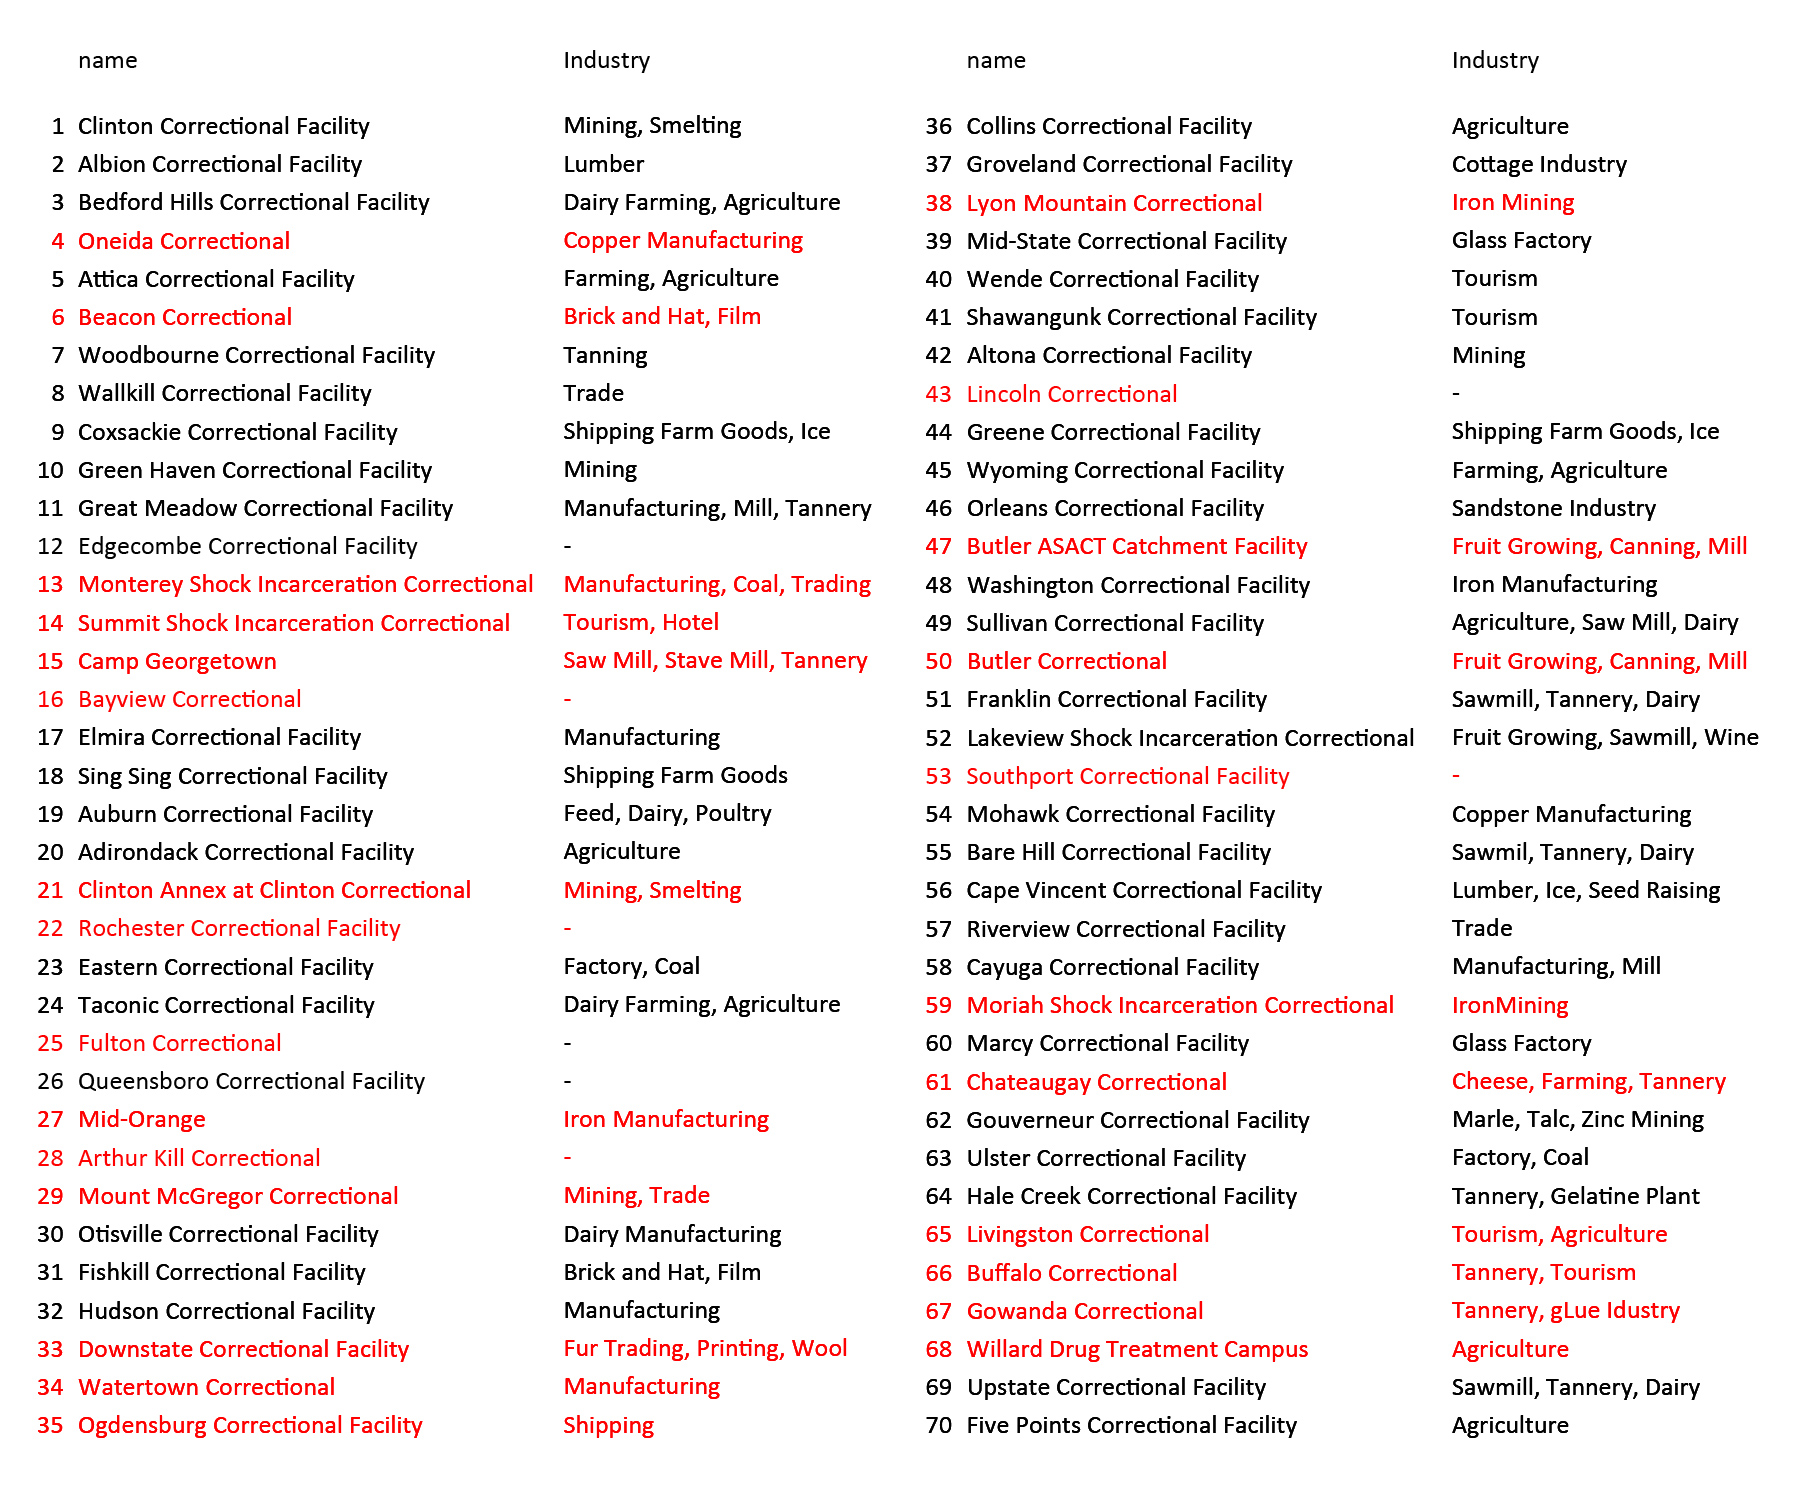 name Industry
1 Clinton Correctional Facility Mining, Smelting
2 Albion Correctional Facility Lumber
3 Bedford Hills Correctional Facility Dairy Farming, Agriculture
4 Oneida Correctional Copper Manufacturing
5 Attica Correctional Facility Farming, Agriculture
6 Beacon Correctional Brick and Hat, Film
7 Woodbourne Correctional Facility Tanning
8 Wallkill Correctional Facility Trade
9 Coxsackie Correctional Facility Shipping Farm Goods, Ice
10 Green Haven Correctional Facility Mining
11 Great Meadow Correctional Facility Manufacturing, Mill, Tannery
12 Edgecombe Correctional Facility -
13 Monterey Shock Incarceration Correctional Manufacturing, Coal, Trading
14 Summit Shock Incarceration Correctional Tourism, Hotel
15 Camp Georgetown Saw Mill, Stave Mill, Tannery
16 Bayview Correctional -
17 Elmira Correctional Facility Manufacturing
18 Sing Sing Correctional Facility Shipping Farm Goods
19 Auburn Correctional Facility Feed, Dairy, Poultry
20 Adirondack Correctional Facility Agriculture
21 Clinton Annex at Clinton Correctional Mining, Smelting
22 Rochester Correctional Facility -
23 Eastern Correctional Facility Factory, Coal
24 Taconic Correctional Facility Dairy Farming, Agriculture
25 Fulton Correctional -
26 Queensboro Correctional Facility -
27 Mid-Orange Iron Manufacturing
28 Arthur Kill Correctional -
29 Mount McGregor Correctional Mining, Trade
30 Otisville Correctional Facility Dairy Manufacturing
31 Fishkill Correctional Facility Brick and Hat, Film
32 Hudson Correctional Facility Manufacturing
33 Downstate Correctional Facility Fur Trading, Printing, Wool
34 Watertown Correctional Manufacturing
35 Ogdensburg Correctional Facility Shipping
name Industry
36 Collins Correctional Facility Agriculture
37 Groveland Correctional Facility Cottage Industry
38 Lyon Mountain Correctional Iron Mining
39 Mid-State Correctional Facility Glass Factory
40 Wende Correctional Facility Tourism
41 Shawangunk Correctional Facility Tourism
42 Altona Correctional Facility Mining
43 Lincoln Correctional -
44 Greene Correctional Facility Shipping Farm Goods, Ice
45 Wyoming Correctional Facility Farming, Agriculture
46 Orleans Correctional Facility Sandstone Industry
47 Butler ASACT Catchment Facility Fruit Growing, Canning, Mill
48 Washington Correctional Facility Iron Manufacturing
49 Sullivan Correctional Facility Agriculture, Saw Mill, Dairy
50 Butler Correctional Fruit Growing, Canning, Mill
51 Franklin Correctional Facility Sawmill, Tannery, Dairy
52 Lakeview Shock Incarceration Correctional Fruit Growing, Sawmill, Wine
53 Southport Correctional Facility -
54 Mohawk Correctional Facility Copper Manufacturing
55 Bare Hill Correctional Facility Sawmil, Tannery, Dairy
56 Cape Vincent Correctional Facility Lumber, Ice, Seed Raising
57 Riverview Correctional Facility Trade
58 Cayuga Correctional Facility Manufacturing, Mill
59 Moriah Shock Incarceration Correctional IronMining
60 Marcy Correctional Facility Glass Factory
61 Chateaugay Correctional Cheese, Farming, Tannery
62 Gouverneur Correctional Facility Marle, Talc, Zinc Mining
63 Ulster Correctional Facility Factory, Coal
64 Hale Creek Correctional Facility Tannery, Gelatine Plant
65 Livingston Correctional Tourism, Agriculture
66 Buffalo Correctional Tannery, Tourism
67 Gowanda Correctional Tannery, gLue Idustry
68 Willard Drug Treatment Campus Agriculture
69 Upstate Correctional Facility Sawmill, Tannery, Dairy
70 Five Points Correctional Facility Agriculture